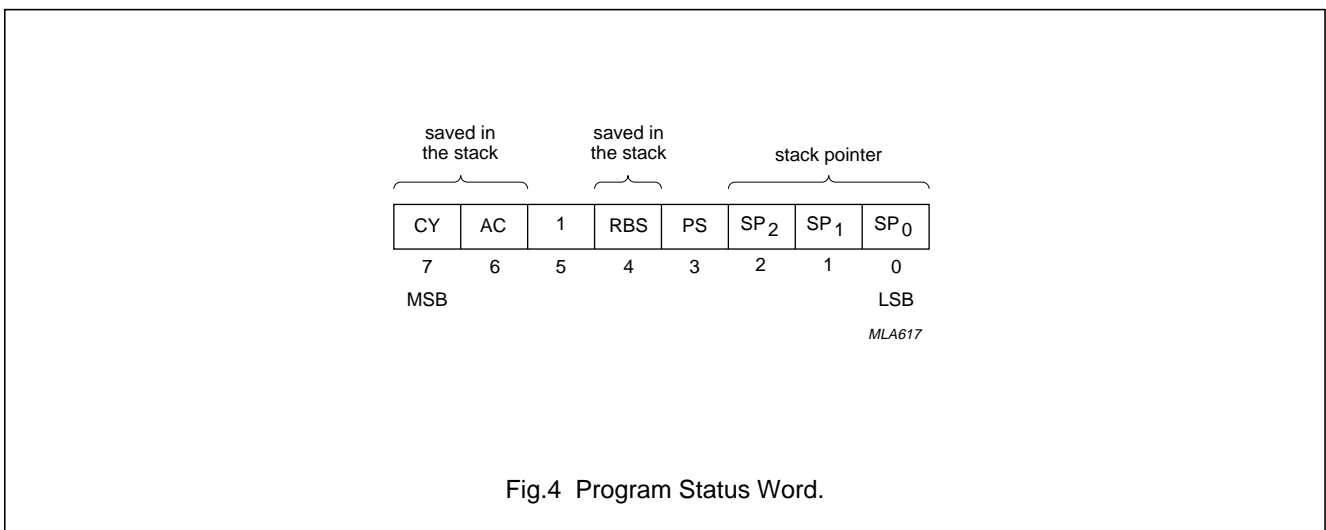 saved in
the stack
saved in
the stack
stack pointer
CY AC 1 RBS PS SP2 SP1 SP0
7 6 5 4 3 2 1 0
MSB LSB
MLA617
Fig.4 Program Status Word.